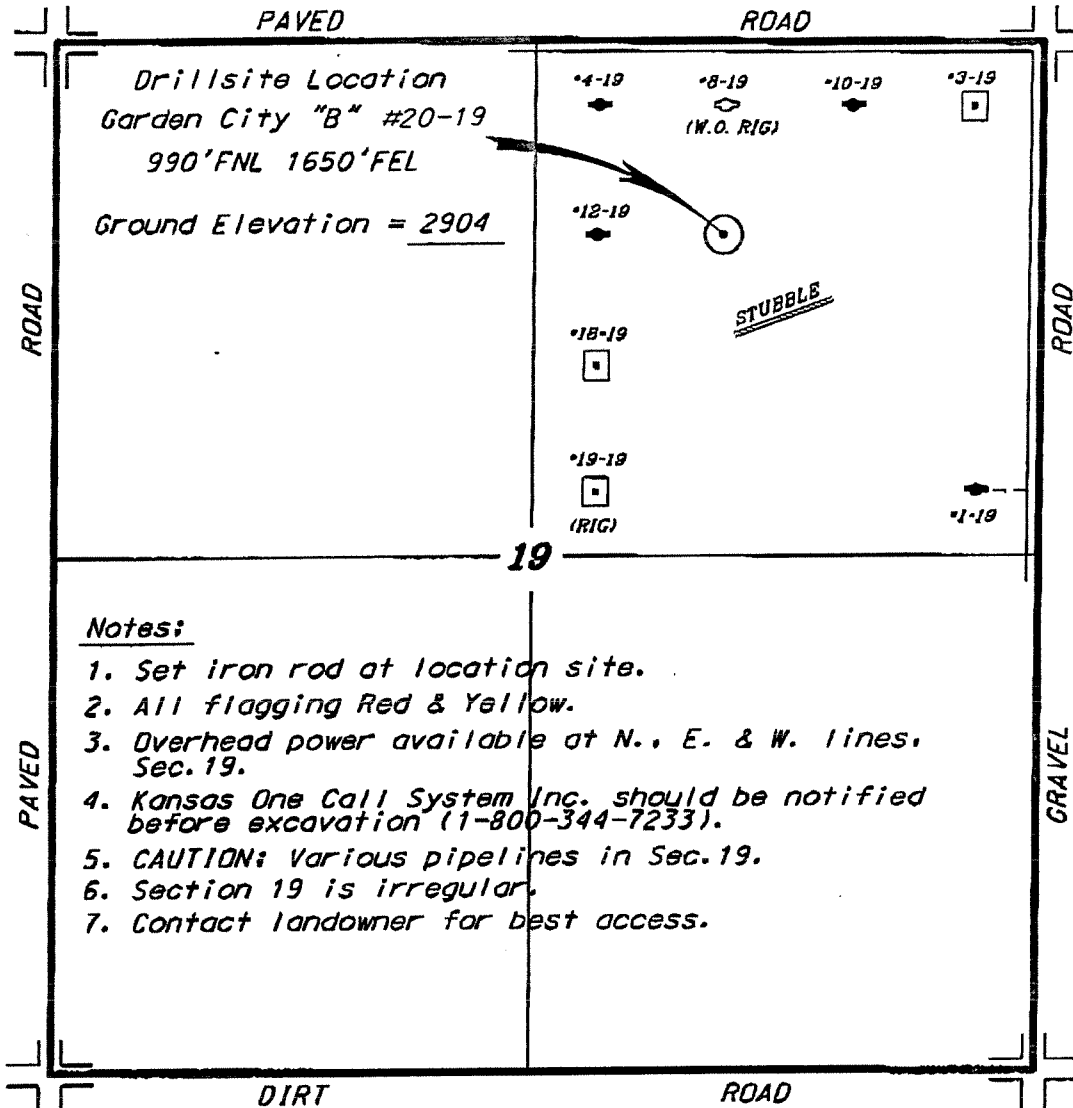 PAVED ROAD
Drillsite Location
Garden City "B" #20-19
990'FNL 1650'FEL
Ground Elevation = 2904
•4-19 •8-19 •10-19 •3-19
(W.O. RIG)
•12-19
STUBBLE
ROAD
ROAD
•18-19
•19-19
(RIG)
•1-19
19
Notes:
1. Set iron rod at location site.
2. All flagging Red & Yellow.
3. Overhead power available at N., E. & W. lines,
Sec. 19.
4. Kansas One Call System Inc. should be notified
before excavation (1-800-344-7233).
5. CAUTION: Various pipelines in Sec. 19.
6. Section 19 is irregular.
7. Contact landowner for best access.
PAVED
GRAVEL
DIRT ROAD